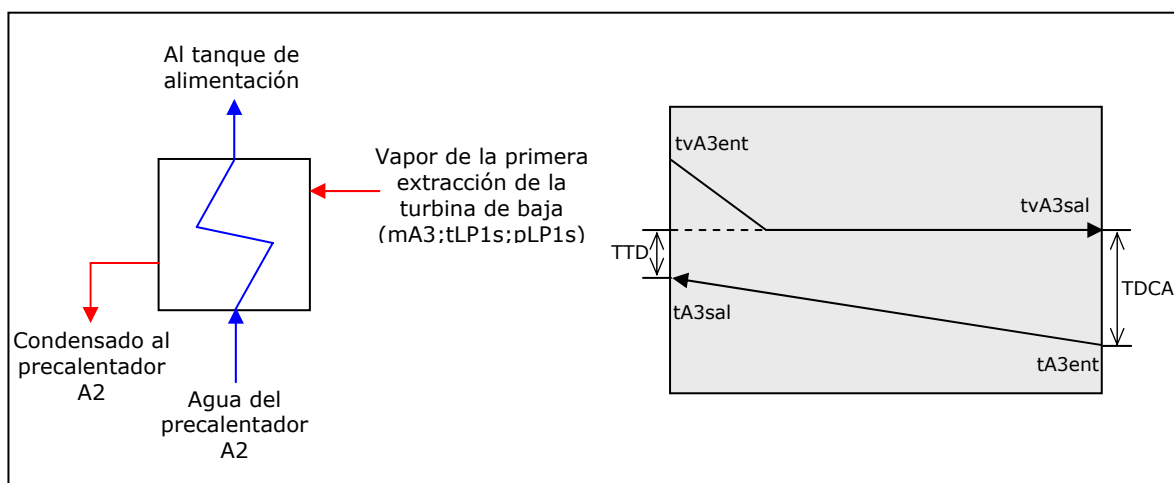 Al tanque de
alimentación
Vapor de la primera
extracción de la
turbina de baja
(mA3;tLP1s;pLP1s)
Condensado al
precalentador
A2
Agua del
precalentador
A2
tvA3ent
tvA3sal
TTD
TDCA
tA3sal
tA3ent